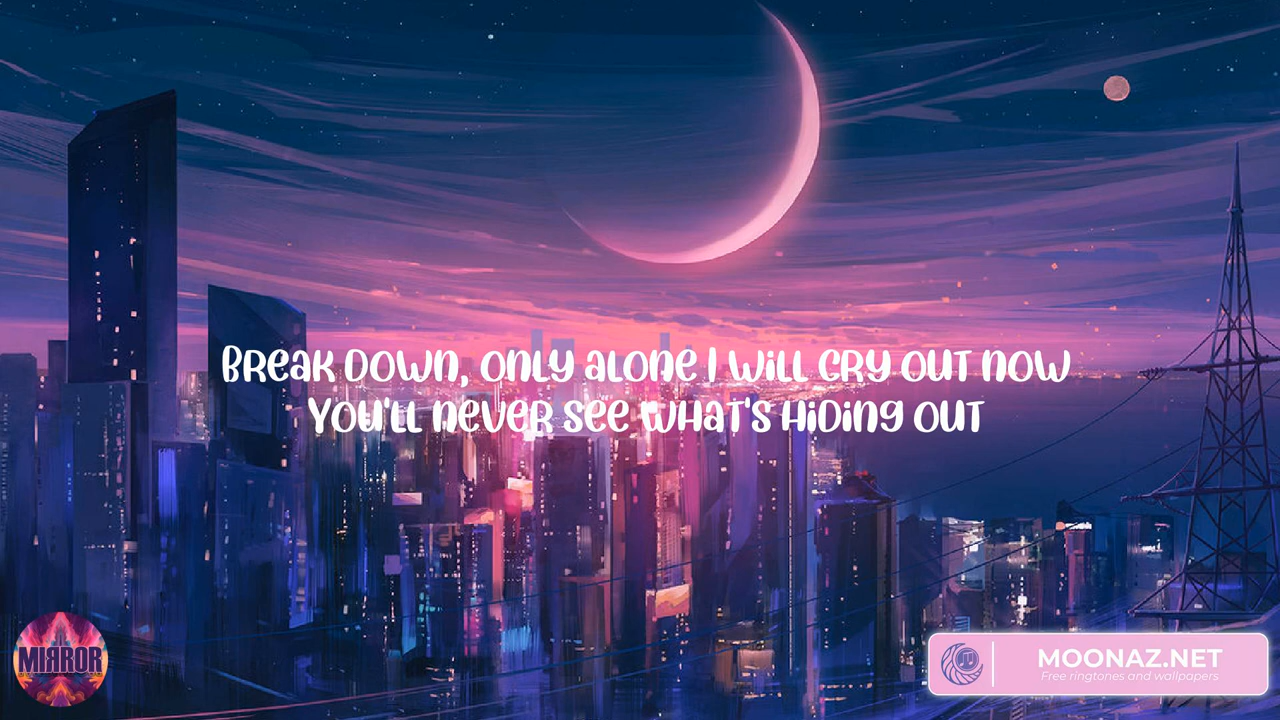 Break down, only alone I will cry out now
You'll never see what's hiding out
MIRROR
MOONAZ.NET
Free ringtones and wallpapers